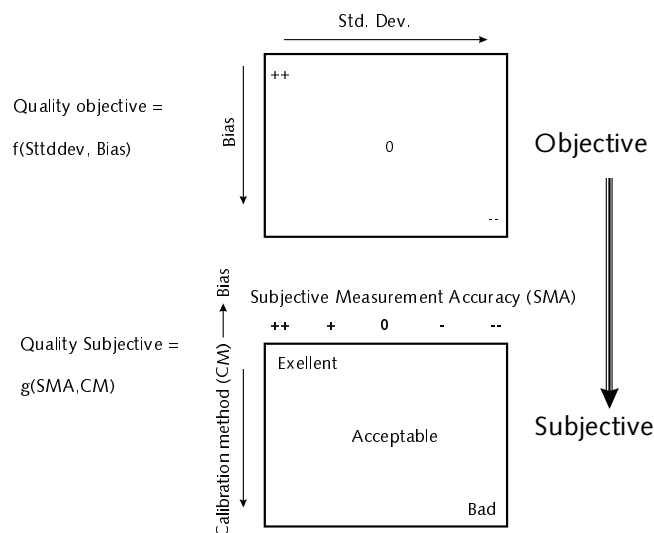 Std. Dev.
++
Quality objective =
f(Sttddev, Bias)
Bias
0
Objective
--
Bias
Subjective Measurement Accuracy (SMA)
++ + 0 - --
Quality Subjective =
g(SMA,CM)
Calibration method (CM)
Exellent
Acceptable
Subjective
Bad